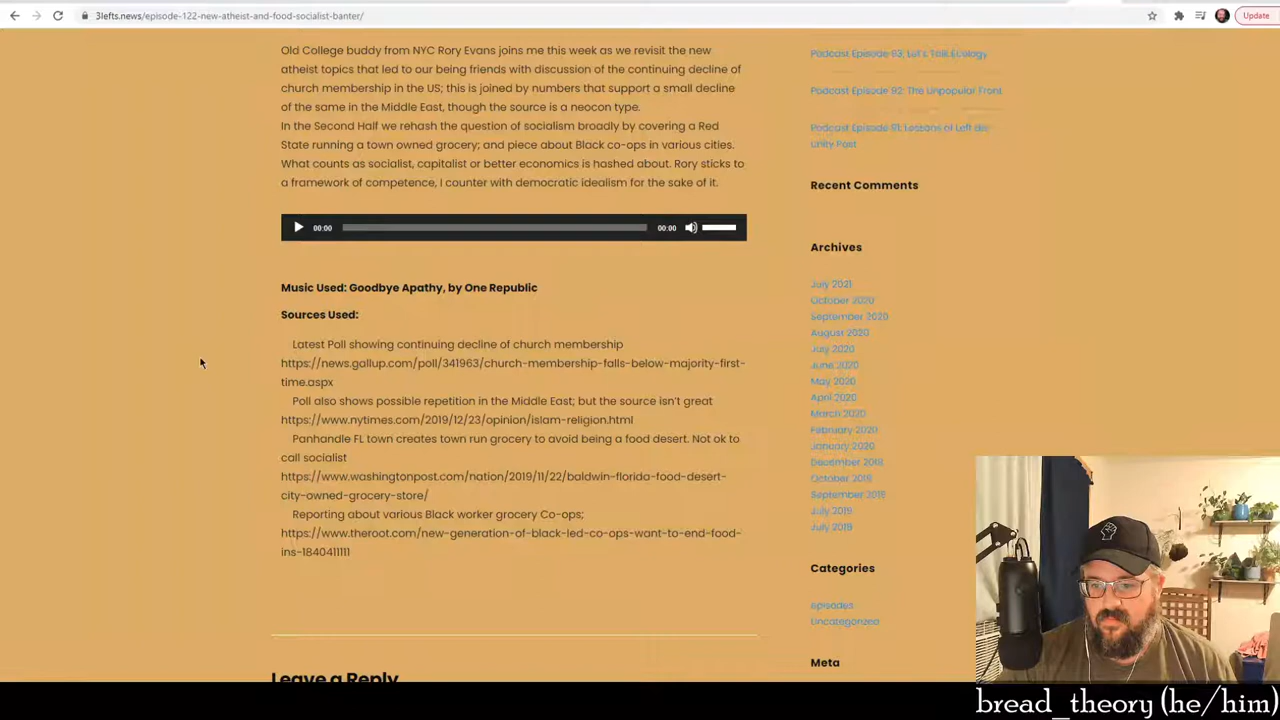 3lefts.news/episode-122-new-atheist-and-food-socialist-banter/
Update
Old College buddy from NYC Rory Evans joins me this week as we revisit the new
atheist topics that led to our being friends with discussion of the continuing decline of
church membership in the US; this is joined by numbers that support a small decline
of the same in the Middle East, though the source is a neocon type.
In the Second Half we rehash the question of socialism broadly by covering a Red
State running a town owned grocery; and piece about Black co-ops in various cities.
What counts as socialist, capitalist or better economics is hashed about. Rory sticks to
a framework of competence, I counter with democratic idealism for the sake of it.
00:00
00:00
Music Used: Goodbye Apathy, by One Republic
Sources Used:
Latest Poll showing continuing decline of church membership
https://news.gallup.com/poll/341963/church-membership-falls-below-majority-first-
time.aspx
Poll also shows possible repetition in the Middle East; but the source isn't great
https://www.nytimes.com/2019/12/23/opinion/islam-religion.html
Panhandle FL town creates town run grocery to avoid being a food desert. Not ok to
call socialist
https://www.washingtonpost.com/nation/2019/11/22/baldwin-florida-food-desert-
city-owned-grocery-store/
Reporting about various Black worker grocery Co-ops;
https://www.theroot.com/new-generation-of-black-led-co-ops-want-to-end-food-
ins-1840411111
Leave a Reply
Podcast Episode 93: Let's Talk Ecology
Podcast Episode 92: The Unpopular Front
Podcast Episode 91: Lessons of Left dis-
unity Past
Recent Comments
Archives
July 2021
October 2020
September 2020
August 2020
July 2020
June 2020
May 2020
April 2020
March 2020
February 2020
January 2020
December 2019
October 2019
September 2019
July 2019
July 2019
Categories
Episodes
Uncategorized
Meta
bread_theory (he/him)